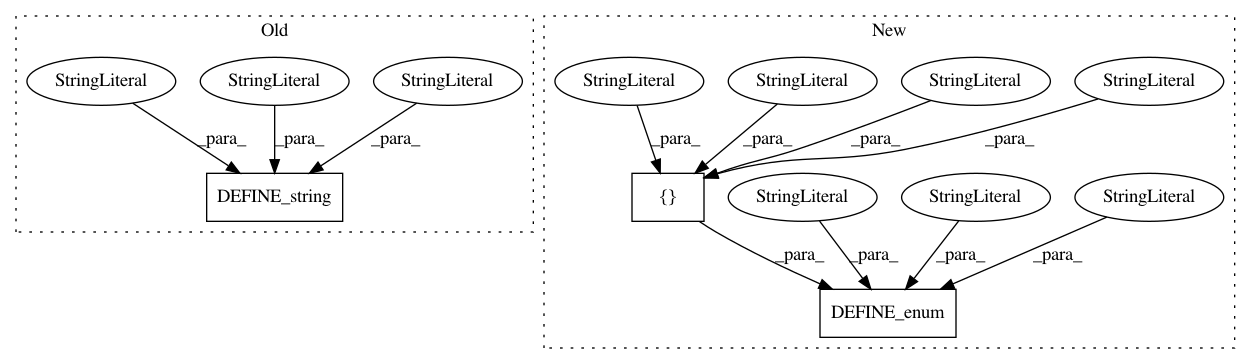 Old
New
StringLiteral StringLiteral StringLiteral
StringLiteral StringLiteral StringLiteral StringLiteral
_para_ _para_ _para_
_para_ _para_ _para_ _para_
DEFINE_string
{} StringLiteral StringLiteral StringLiteral
_para_ _para_ _para_ _para_
DEFINE_enum